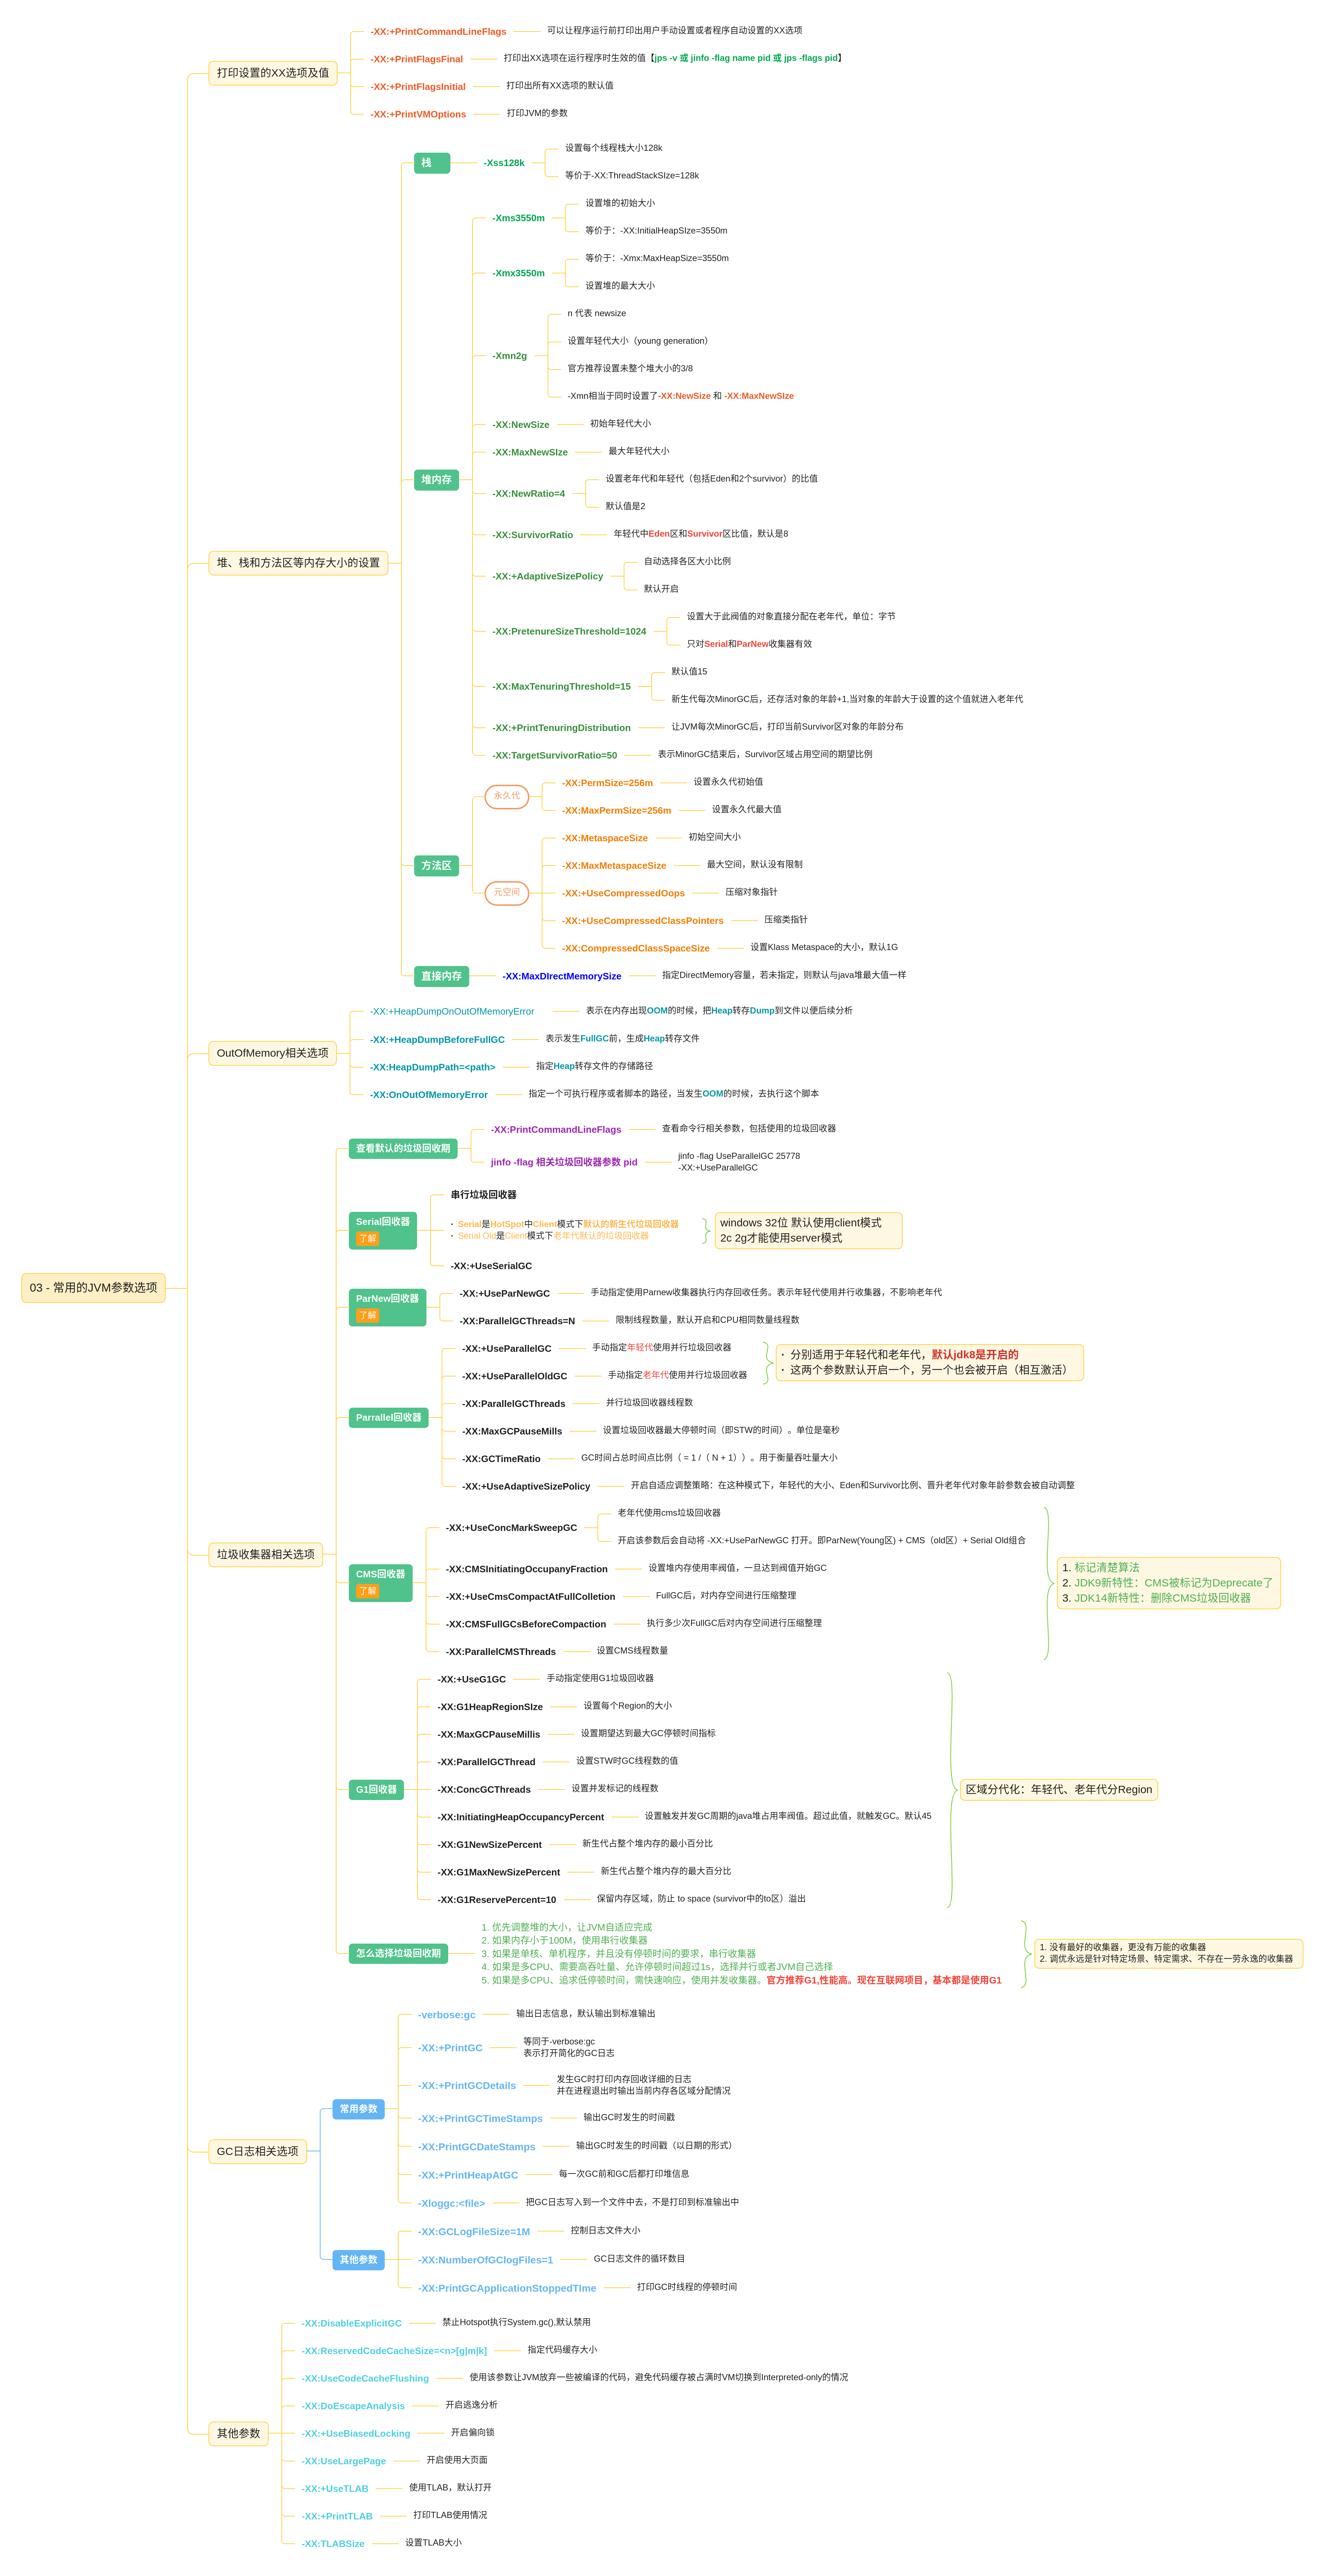 03 - 常用的JVM参数选项
打印设置的XX选项及值
-XX:+PrintCommandLineFlags
可以让程序运行前打印出用户手动设置或者程序自动设置的XX选项
-XX:+PrintFlagsFinal
打印出XX选项在运行程序时生效的值【jps -v 或 jinfo -flag name pid 或 jps -flags pid】
-XX:+PrintFlagsInitial
打印出所有XX选项的默认值
-XX:+PrintVMOptions
打印JVM的参数
堆、栈和方法区等内存大小的设置
栈
-Xss128k
设置每个线程栈大小128k
等价于-XX:ThreadStackSIze=128k
堆内存
-Xms3550m
设置堆的初始大小
等价于：-XX:InitialHeapSIze=3550m
-Xmx3550m
等价于：-Xmx:MaxHeapSize=3550m
设置堆的最大大小
-Xmn2g
n 代表 newsize
设置年轻代大小（young generation）
官方推荐设置未整个堆大小的3/8
-Xmn相当于同时设置了-XX:NewSize 和 -XX:MaxNewSIze
-XX:NewSize
初始年轻代大小
-XX:MaxNewSIze
最大年轻代大小
-XX:NewRatio=4
设置老年代和年轻代（包括Eden和2个survivor）的比值
默认值是2
-XX:SurvivorRatio
年轻代中Eden区和Survivor区比值，默认是8
-XX:+AdaptiveSizePolicy
自动选择各区大小比例
默认开启
-XX:PretenureSizeThreshold=1024
设置大于此阀值的对象直接分配在老年代，单位：字节
只对Serial和ParNew收集器有效
-XX:MaxTenuringThreshold=15
默认值15
新生代每次MinorGC后，还存活对象的年龄+1,当对象的年龄大于设置的这个值就进入老年代
-XX:+PrintTenuringDistribution
让JVM每次MinorGC后，打印当前Survivor区对象的年龄分布
-XX:TargetSurvivorRatio=50
表示MinorGC结束后，Survivor区域占用空间的期望比例
方法区
永久代
-XX:PermSize=256m
设置永久代初始值
-XX:MaxPermSize=256m
设置永久代最大值
元空间
-XX:MetaspaceSize
初始空间大小
-XX:MaxMetaspaceSize
最大空间，默认没有限制
-XX:+UseCompressedOops
压缩对象指针
-XX:+UseCompressedClassPointers
压缩类指针
-XX:CompressedClassSpaceSize
设置Klass Metaspace的大小，默认1G
直接内存
-XX:MaxDIrectMemorySize
指定DirectMemory容量，若未指定，则默认与java堆最大值一样
OutOfMemory相关选项
-XX:+HeapDumpOnOutOfMemoryError
表示在内存出现OOM的时候，把Heap转存Dump到文件以便后续分析
-XX:+HeapDumpBeforeFullGC
表示发生FullGC前，生成Heap转存文件
-XX:HeapDumpPath=<path>
指定Heap转存文件的存储路径
-XX:OnOutOfMemoryError
指定一个可执行程序或者脚本的路径，当发生OOM的时候，去执行这个脚本
垃圾收集器相关选项
查看默认的垃圾回收期
-XX:PrintCommandLineFlags
查看命令行相关参数，包括使用的垃圾回收器
jinfo -flag 相关垃圾回收器参数 pid
jinfo -flag UseParallelGC 25778
-XX:+UseParallelGC
Serial回收器
了解
串行垃圾回收器
· Serial是HotSpot中Client模式下默认的新生代垃圾回收器
· Serial Old是Client模式下老年代默认的垃圾回收器
windows 32位 默认使用client模式
2c 2g才能使用server模式
-XX:+UseSerialGC
ParNew回收器
了解
-XX:+UseParNewGC
手动指定使用Parnew收集器执行内存回收任务。表示年轻代使用并行收集器，不影响老年代
-XX:ParallelGCThreads=N
限制线程数量，默认开启和CPU相同数量线程数
Parrallel回收器
-XX:+UseParallelGC
手动指定年轻代使用并行垃圾回收器
-XX:+UseParallelOldGC
手动指定老年代使用并行垃圾回收器
· 分别适用于年轻代和老年代，默认jdk8是开启的
· 这两个参数默认开启一个，另一个也会被开启（相互激活）
-XX:ParallelGCThreads
并行垃圾回收器线程数
-XX:MaxGCPauseMills
设置垃圾回收器最大停顿时间（即STW的时间）。单位是毫秒
-XX:GCTimeRatio
GC时间占总时间点比例（ = 1 /（ N + 1））。用于衡量吞吐量大小
-XX:+UseAdaptiveSizePolicy
开启自适应调整策略：在这种模式下，年轻代的大小、Eden和Survivor比例、晋升老年代对象年龄参数会被自动调整
CMS回收器
了解
-XX:+UseConcMarkSweepGC
老年代使用cms垃圾回收器
开启该参数后会自动将 -XX:+UseParNewGC 打开。即ParNew(Young区) + CMS（old区）+ Serial Old组合
-XX:CMSInitiatingOccupanyFraction
设置堆内存使用率阀值，一旦达到阀值开始GC
-XX:+UseCmsCompactAtFullColletion
FullGC后，对内存空间进行压缩整理
-XX:CMSFullGCsBeforeCompaction
执行多少次FullGC后对内存空间进行压缩整理
-XX:ParallelCMSThreads
设置CMS线程数量
1. 标记清楚算法
2. JDK9新特性：CMS被标记为Deprecate了
3. JDK14新特性：删除CMS垃圾回收器
G1回收器
-XX:+UseG1GC
手动指定使用G1垃圾回收器
-XX:G1HeapRegionSIze
设置每个Region的大小
-XX:MaxGCPauseMillis
设置期望达到最大GC停顿时间指标
-XX:ParallelGCThread
设置STW时GC线程数的值
-XX:ConcGCThreads
设置并发标记的线程数
-XX:InitiatingHeapOccupancyPercent
设置触发并发GC周期的java堆占用率阀值。超过此值，就触发GC。默认45
-XX:G1NewSizePercent
新生代占整个堆内存的最小百分比
-XX:G1MaxNewSizePercent
新生代占整个堆内存的最大百分比
-XX:G1ReservePercent=10
保留内存区域，防止 to space (survivor中的to区）溢出
区域分代化：年轻代、老年代分Region
怎么选择垃圾回收期
1. 优先调整堆的大小，让JVM自适应完成
2. 如果内存小于100M，使用串行收集器
3. 如果是单核、单机程序，并且没有停顿时间的要求，串行收集器
4. 如果是多CPU、需要高吞吐量、允许停顿时间超过1s，选择并行或者JVM自己选择
5. 如果是多CPU、追求低停顿时间，需快速响应，使用并发收集器。官方推荐G1,性能高。现在互联网项目，基本都是使用G1
1. 没有最好的收集器，更没有万能的收集器
2. 调优永远是针对特定场景、特定需求、不存在一劳永逸的收集器
GC日志相关选项
常用参数
-verbose:gc
输出日志信息，默认输出到标准输出
-XX:+PrintGC
等同于-verbose:gc
表示打开简化的GC日志
-XX:+PrintGCDetails
发生GC时打印内存回收详细的日志
并在进程退出时输出当前内存各区域分配情况
-XX:+PrintGCTimeStamps
输出GC时发生的时间戳
-XX:PrintGCDateStamps
输出GC时发生的时间戳（以日期的形式）
-XX:+PrintHeapAtGC
每一次GC前和GC后都打印堆信息
-Xloggc:<file>
把GC日志写入到一个文件中去，不是打印到标准输出中
其他参数
-XX:GCLogFileSize=1M
控制日志文件大小
-XX:NumberOfGClogFiles=1
GC日志文件的循环数目
-XX:PrintGCApplicationStoppedTIme
打印GC时线程的停顿时间
其他参数
-XX:DisableExplicitGC
禁止Hotspot执行System.gc(),默认禁用
-XX:ReservedCodeCacheSize=<n>[g|m|k]
指定代码缓存大小
-XX:UseCodeCacheFlushing
使用该参数让JVM放弃一些被编译的代码，避免代码缓存被占满时VM切换到Interpreted-only的情况
-XX:DoEscapeAnalysis
开启逃逸分析
-XX:+UseBiasedLocking
开启偏向锁
-XX:UseLargePage
开启使用大页面
-XX:+UseTLAB
使用TLAB，默认打开
-XX:+PrintTLAB
打印TLAB使用情况
-XX:TLABSize
设置TLAB大小